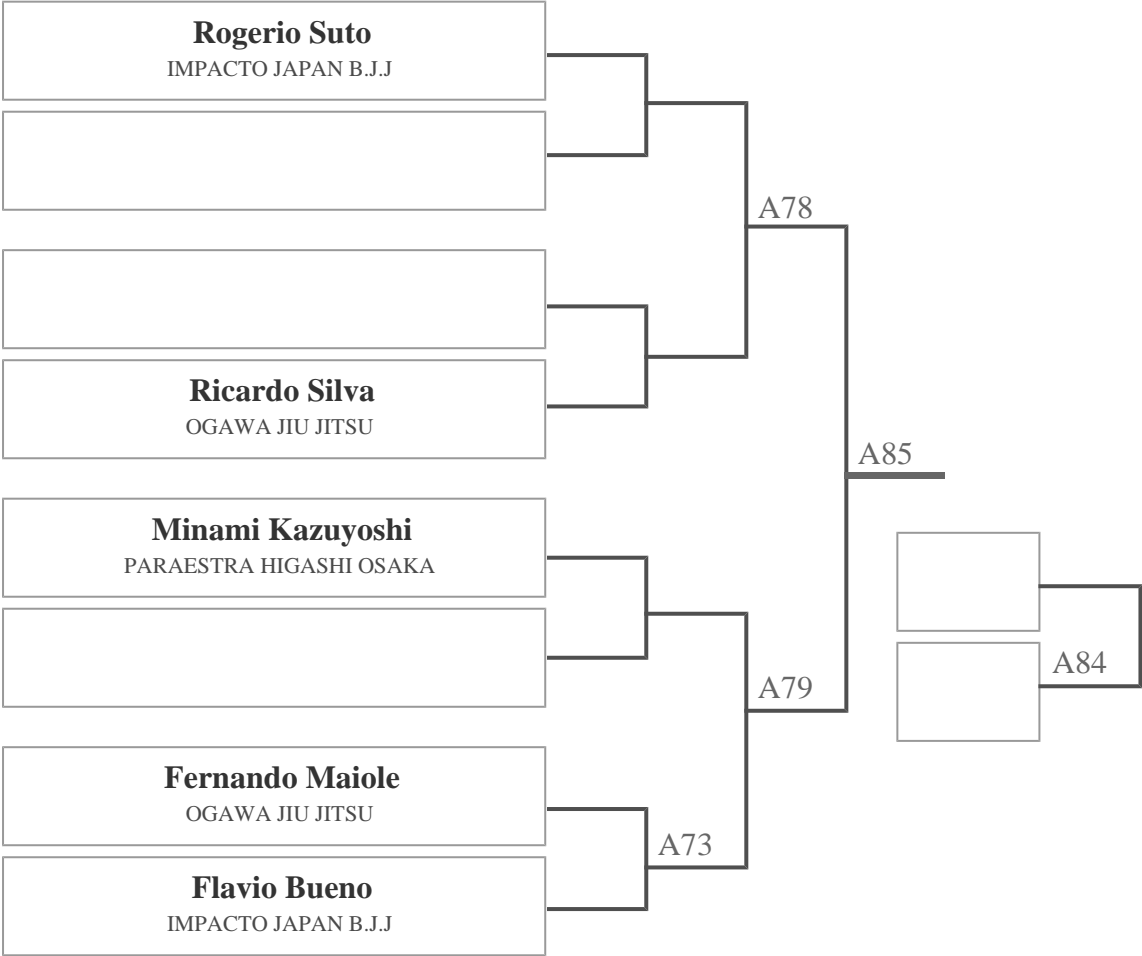 Rogerio Suto
IMPACTO JAPAN B.J.J
A78
Ricardo Silva
OGAWA JIU JITSU
A85
Minami Kazuyoshi
PARAESTRA HIGASHI OSAKA
A84
A79
Fernando Maiole
OGAWA JIU JITSU
A73
Flavio Bueno
IMPACTO JAPAN B.J.J